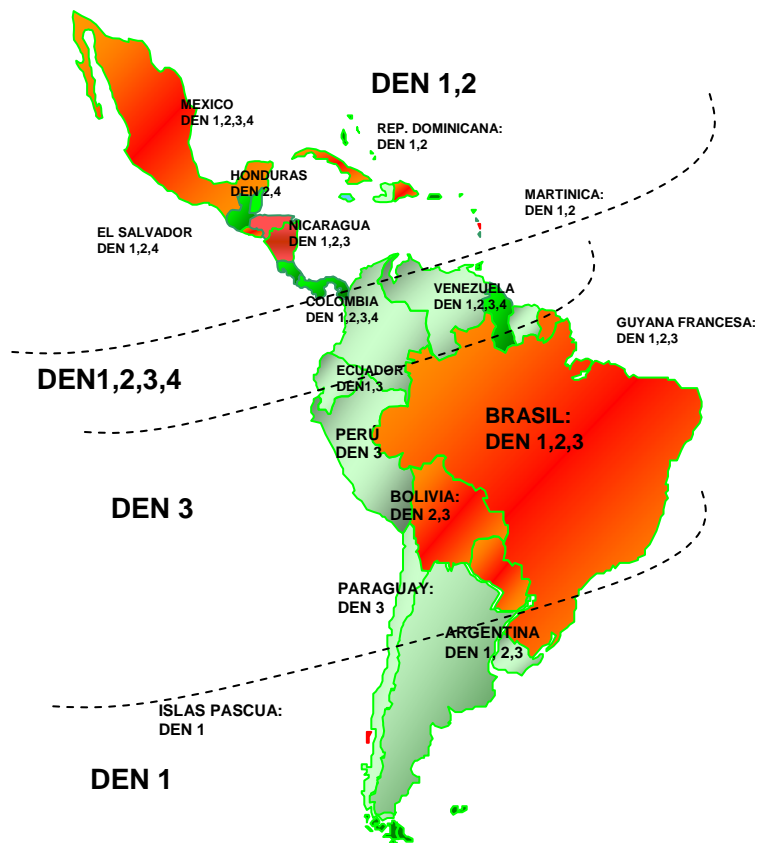 DEN 1,2
MEXICO
DEN 1,2,3,4
REP. DOMINICANA:
DEN 1,2
HONDURAS
DEN 2,4
MARTINICA:
DEN 1,2
EL SALVADOR
DEN 1,2,4
NICARAGUA
DEN 1,2,3
COLOMBIA
DEN 1,2,3,4
VENEZUELA
DEN 1,2,3,4
GUYANA FRANCESA:
DEN 1,2,3
DEN1,2,3,4
ECUADOR
DEN1,3
BRASIL:
DEN 1,2,3
PERÚ
DEN 3
DEN 3
BOLIVIA:
DEN 2,3
PARAGUAY:
DEN 3
ARGENTINA
DEN 1, 2,3
ISLAS PASCUA:
DEN 1
DEN 1